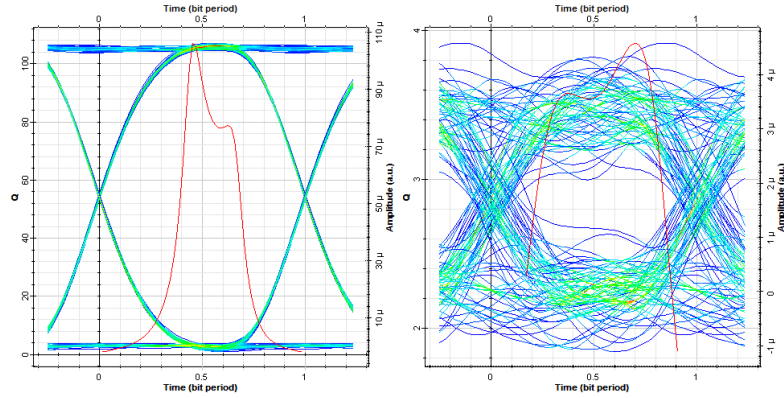 Time (bit period)
0 0.5 1
Q
0
20
40
60
80
100
Amplitude (a.u.)
10 µ
30 µ
50 µ
70 µ
90 µ
110 µ
0 0.5 1
Time (bit period)
Time (bit period)
0 0.5 1
Q
2
3
4
Amplitude (a.u.)
-1 µ
0
1 µ
2 µ
3 µ
4 µ
0 0.5 1
Time (bit period)